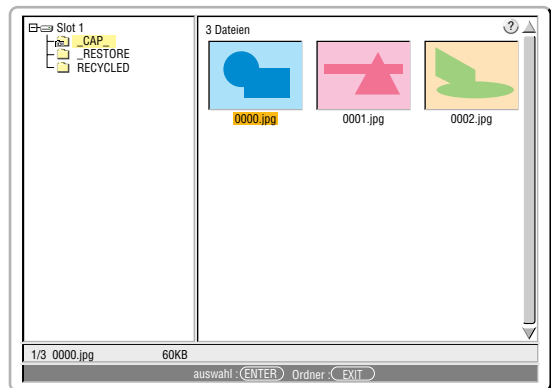 Slot 1
_CAP_
_RESTORE
RECYCLED
3 Dateien
?
0000.jpg 0001.jpg 0002.jpg
1/3 0000.jpg 60KB
auswahl : ENTER Ordner : EXIT